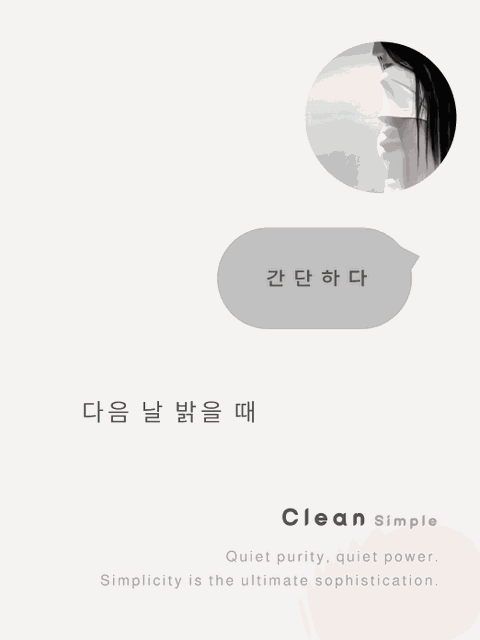 간단하다
다음 날 밝을 때
Clean Simple
Quiet purity, quiet power.
Simplicity is the ultimate sophistication.